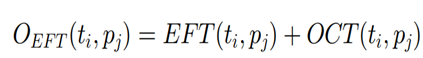 O_{EFT}(t_i, p_j) = EFT(t_i, p_j) + OCT(t_i, p_j)